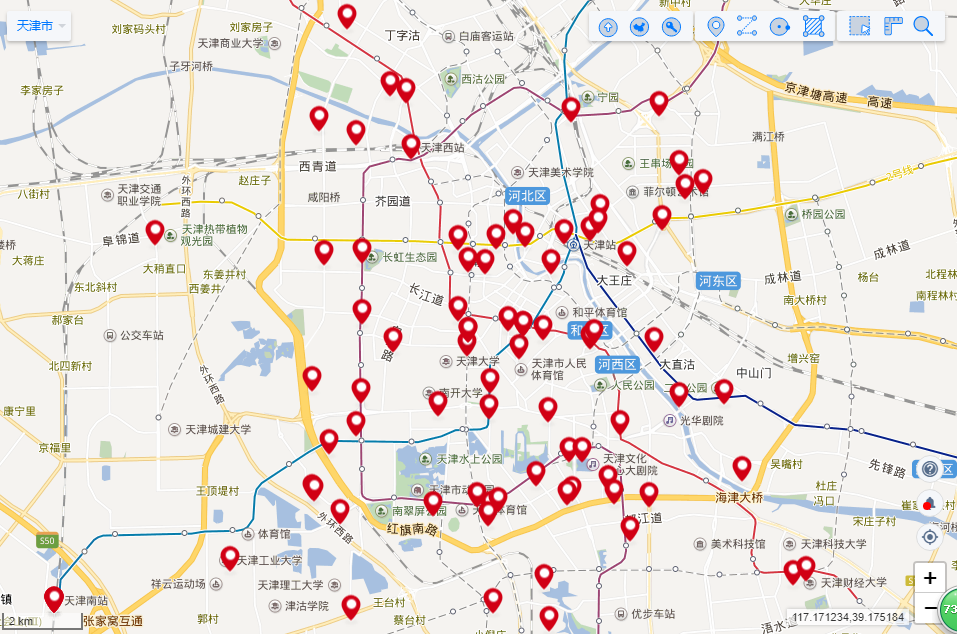 天津市
刘家码头村
刘家房子
丁字沽
白庙客运站
天津商业大学
子牙河桥
西沽公园
宁园
京津塘高速
高速
李家房子
满江桥
天津西站
西青道
天津美术学院
王串场
八街村
天津交通
职业学院
外环西路
赵庄子
咸阳桥
芥园道
河北区
菲尔顿
2号线
桥园公园
阜锦道
天津热带植物
观光园
天津站
大蒋庄
大稍直口
东姜井村
西姜井
长虹生态园
大王庄
河东区
成林道
成林道
杨台
北程林
东北斜村
长江道
南大桥村
南程林村
郝家台
和平体育馆
公交车站
路
天津大学
天津市人民
体育馆
河西区
大直沽
增兴窑
北四新村
外环西路
人民公园
二
公园
中山门
康宁里
南开大学
天津城建大学
光华剧院
京福里
天津水上公园
天津文化
大剧院
吴嘴村
先锋路
区
王顶堤村
天津市动
杜庄
冯口
海津大桥
南翠屏
体育馆
江道
宋庄子村
外环西路
红旗南路
S50
体育馆
美术科技馆
天津科技大学
天津工业大学
祥云运动场
天津理工大学
天津财经大学
镇
天津南站
津沽学院
王台村
2 km
张家窝互通
郭村
蔡台村
优步车站
117.171234,39.175184
73